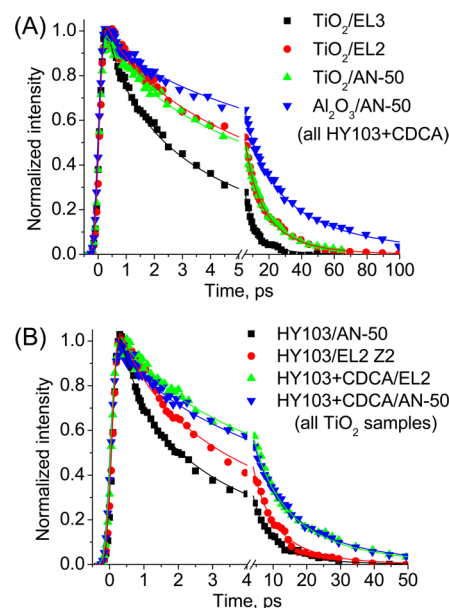 (A)
TiO2/EL3
TiO2/EL2
TiO2/AN-50
Al2O3/AN-50
(all HY103+CDCA)
Normalized intensity
1.0
0.8
0.6
0.4
0.2
0.0
0 1 2 3 4 5 20 40 60 80 100
Time, ps
(B)
HY103/AN-50
HY103/EL2 Z2
HY103+CDCA/EL2
HY103+CDCA/AN-50
(all TiO2 samples)
Normalized intensity
1.0
0.8
0.6
0.4
0.2
0.0
0 1 2 3 4 10 20 30 40 50
Time, ps